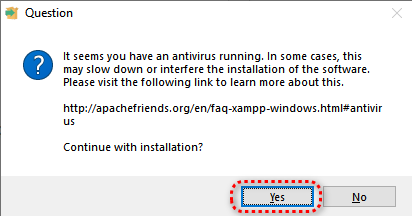 Question
It seems you have an antivirus running. In some cases, this
may slow down or interfere the installation of the software.
Please visit the following link to learn more about this.
http://apachefriends.org/en/faq-xampp-windows.html#antivir
us
Continue with installation?
Yes
No